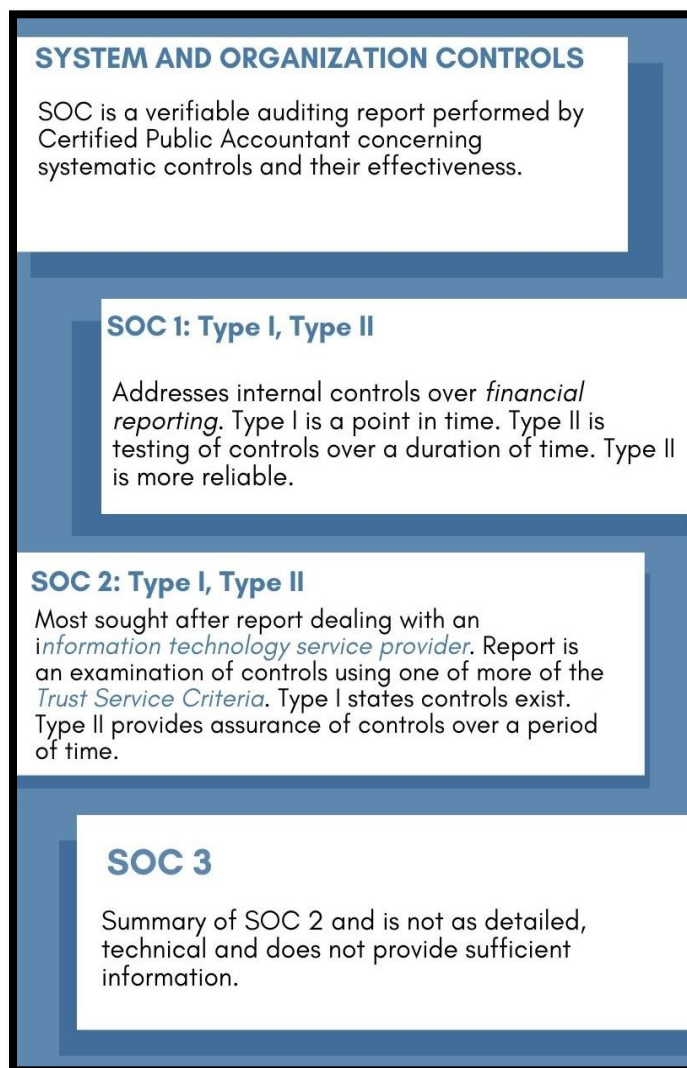 SYSTEM AND ORGANIZATION CONTROLS
SOC is a verifiable auditing report performed by
Certified Public Accountant concerning
systematic controls and their effectiveness.
SOC 1: Type I, Type II
Addresses internal controls over financial
reporting. Type I is a point in time. Type II is
testing of controls over a duration of time. Type II
is more reliable.
SOC 2: Type I, Type II
Most sought after report dealing with an
information technology service provider. Report is
an examination of controls using one of more of the
Trust Service Criteria. Type I states controls exist.
Type II provides assurance of controls over a period
of time.
SOC 3
Summary of SOC 2 and is not as detailed,
technical and does not provide sufficient
information.